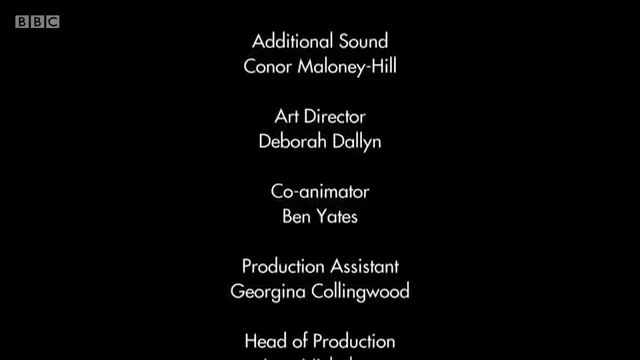 BBC
Additional Sound
Conor Maloney-Hill
Art Director
Deborah Dallyn
Co-animator
Ben Yates
Production Assistant
Georgina Collingwood
Head of Production